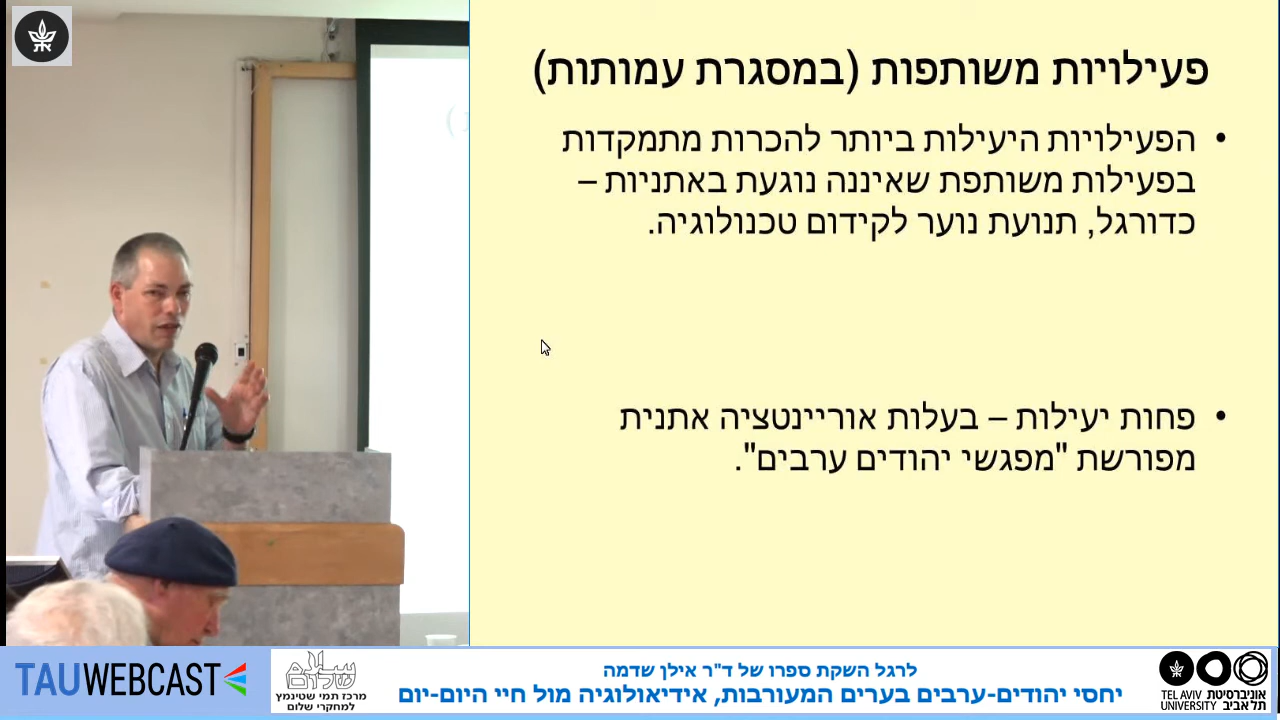 פעילויות משותפות (במסגרת עמותות)
• הפעילויות היעילות ביותר להכרות מתמקדות
בפעילות משותפת שאיננה נוגעת באתניות –
כדורגל, תנועת נוער לקידום טכנולוגיה.
• פחות יעילות – בעלות אוריינטציה אתנית
מפורשת "מפגשי יהודים ערבים".
TAUWEBCAST
שלום
מרכז תמי שטינמץ
למחקרי שלום
לרגל השקת ספרו של ד"ר אילן שדמה
יחסי יהודים-ערבים בערים המעורבות, אידיאולוגיה מול חיי היום-יום
TEL AVIV אוניברסיטת
UNIVERSITY תל אביב